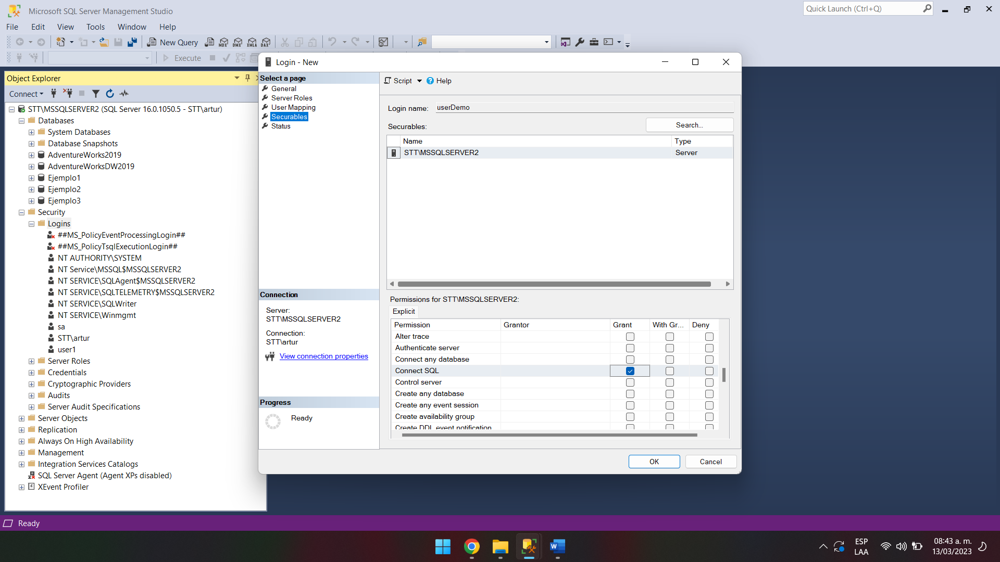 Microsoft SQL Server Management Studio
Quick Launch (Ctrl+Q)
File Edit View Tools Window Help
New Query MDX DMX XMLA DAX
Execute
Object Explorer
Connect
STT\MSSQLSERVER2 (SQL Server 16.0.1050.5 - STT\artur)
Databases
System Databases
Database Snapshots
AdventureWorks2019
AdventureWorksDW2019
Ejemplo1
Ejemplo2
Ejemplo3
Security
Logins
##MS_PolicyEventProcessingLogin##
##MS_PolicyTsqlExecutionLogin##
NT AUTHORITY\SYSTEM
NT Service\MSSQL$MSSQLSERVER2
NT SERVICE\SQLAgent$MSSQLSERVER2
NT SERVICE\SQLTELEMETRY$MSSQLSERVER2
NT SERVICE\SQLWriter
NT SERVICE\Winmgmt
sa
STT\artur
user1
Server Roles
Credentials
Cryptographic Providers
Audits
Server Audit Specifications
Server Objects
Replication
Always On High Availability
Management
Integration Services Catalogs
SQL Server Agent (Agent XPs disabled)
XEvent Profiler
Login - New
Select a page
General
Server Roles
User Mapping
Securables
Status
Connection
Server:
STT\MSSQLSERVER2
Connection:
STT\artur
View connection properties
Progress
Ready
Script Help
Login name: userDemo
Securables:
Search...
Name Type
STT\MSSQLSERVER2 Server
Permissions for STT\MSSQLSERVER2:
Explicit
Permission Grantor Grant With Gr... Deny
Alter trace
Authenticate server
Connect any database
Connect SQL
Control server
Create any database
Create any event session
Create availability group
Create DDL event notification
OK Cancel
Ready
ESP
LAA
08:43 a. m.
13/03/2023